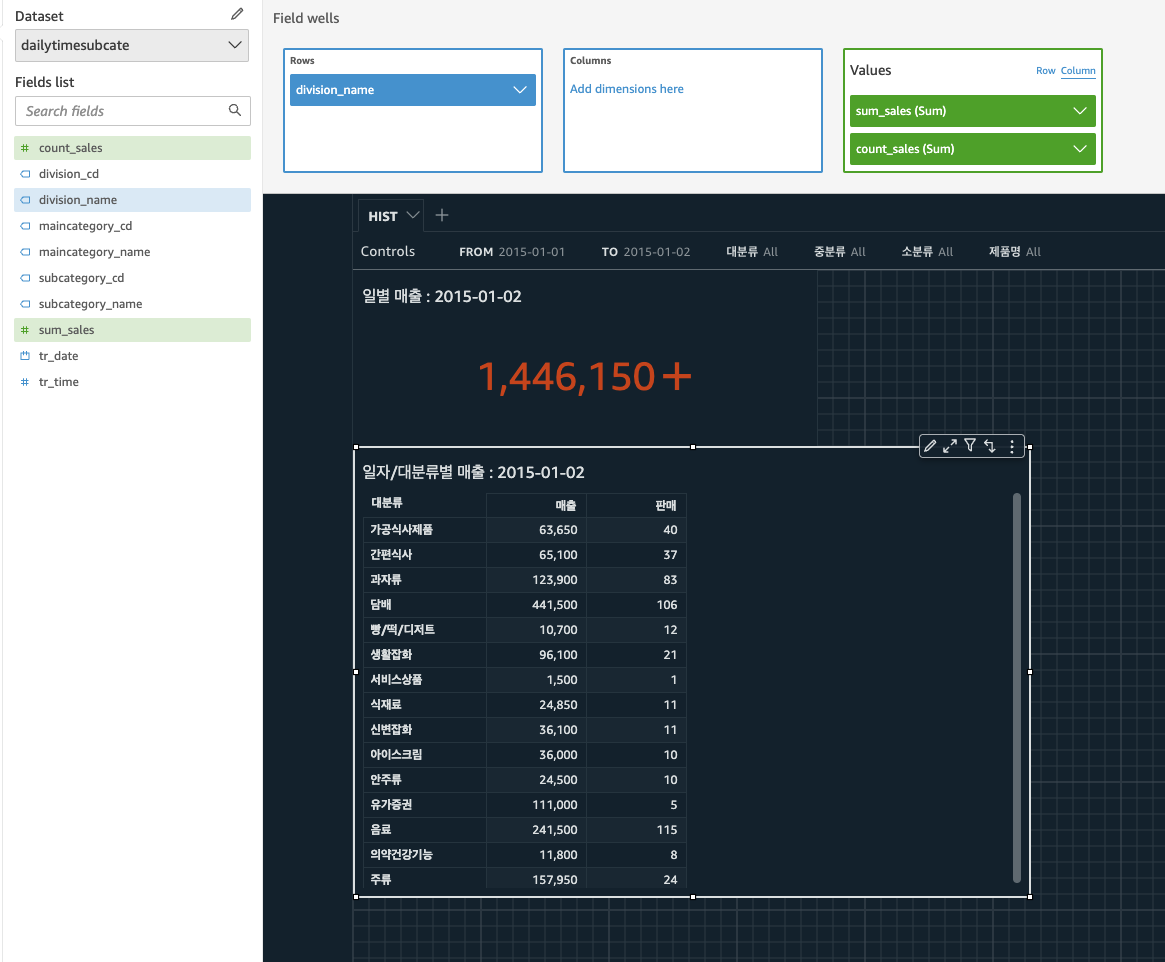 Dataset
dailytimesubcate
Fields list
Search fields
# count_sales
division_cd
division_name
maincategory_cd
maincategory_name
subcategory_cd
subcategory_name
# sum_sales
tr_date
# tr_time
Field wells
Rows
division_name
Columns
Add dimensions here
Values Row Column
sum_sales (Sum)
count_sales (Sum)
HIST +
Controls FROM 2015-01-01 TO 2015-01-02 대분류 All 중분류 All 소분류 All 제품명 All
일별 매출 : 2015-01-02
1,446,150+
일자/대분류별 매출 : 2015-01-02
대분류 매출 판매
가공식사제품 63,650 40
간편식사 65,100 37
과자류 123,900 83
담배 441,500 106
빵/떡/디저트 10,700 12
생활잡화 96,100 21
서비스상품 1,500 1
식재료 24,850 11
신변잡화 36,100 11
아이스크림 36,000 10
안주류 24,500 10
유가증권 111,000 5
음료 241,500 115
의약건강기능 11,800 8
주류 157,950 24